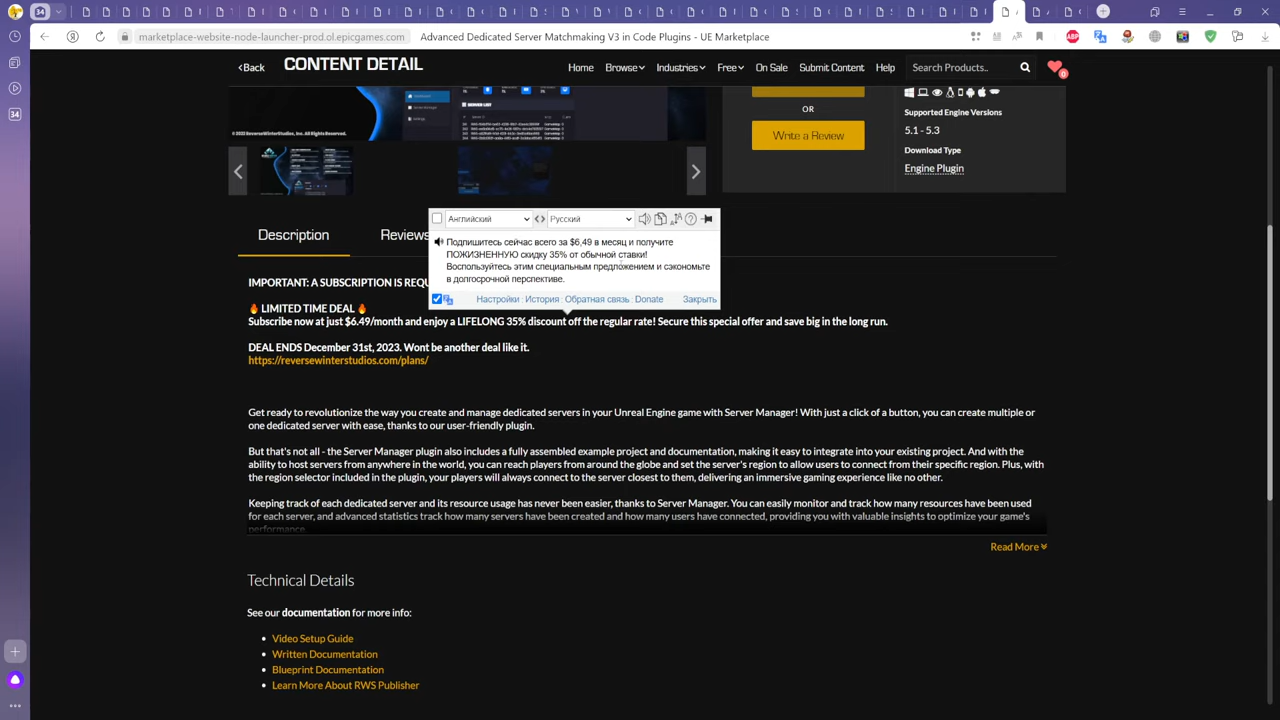 34
marketplace-website-node-launcher-prod.ol.epicgames.com
Advanced Dedicated Server Matchmaking V3 in Code Plugins - UE Marketplace
ABP
Back
CONTENT DETAIL
Home
Browse
Industries
Free
On Sale
Submit Content
Help
Search Products..
0
34
SERVER LIST
© 2023 ReverseWinterStudios, Inc. All Rights Reserved.
OR
Write a Review
Supported Engine Versions
5.1 - 5.3
Download Type
Engine Plugin
Description
Reviews
Английский
Русский
Подпишитесь сейчас всего за $6,49 в месяц и получите
ПОЖИЗНЕННУЮ скидку 35% от обычной ставки!
Воспользуйтесь этим специальным предложением и сэкономьте
в долгосрочной перспективе.
Настройки : История : Обратная связь : Donate
Закрыть
IMPORTANT: A SUBSCRIPTION IS REQU
🔥 LIMITED TIME DEAL 🔥
Subscribe now at just $6.49/month and enjoy a LIFELONG 35% discount off the regular rate! Secure this special offer and save big in the long run.
DEAL ENDS December 31st, 2023. Wont be another deal like it.
https://reversewinterstudios.com/plans/
Get ready to revolutionize the way you create and manage dedicated servers in your Unreal Engine game with Server Manager! With just a click of a button, you can create multiple or
one dedicated server with ease, thanks to our user-friendly plugin.
But that's not all - the Server Manager plugin also includes a fully assembled example project and documentation, making it easy to integrate into your existing project. And with the
ability to host servers from anywhere in the world, you can reach players from around the globe and set the server's region to allow users to connect from their specific region. Plus, with
the region selector included in the plugin, your players will always connect to the server closest to them, delivering an immersive gaming experience like no other.
Keeping track of each dedicated server and its resource usage has never been easier, thanks to Server Manager. You can easily monitor and track how many resources have been used
for each server, and advanced statistics track how many servers have been created and how many users have connected, providing you with valuable insights to optimize your game's
performance.
Read More
Technical Details
See our documentation for more info:
• Video Setup Guide
• Written Documentation
• Blueprint Documentation
• Learn More About RWS Publisher